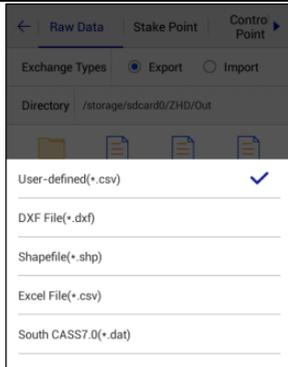 Raw Data
Stake Point
Contro
Point
Exchange Types
Export
Import
Directory
/storage/sdcard0/ZHD/Out
User-defined(*.csv)
DXF File(*.dxf)
Shapefile(*.shp)
Excel File(*.csv)
South CASS7.0(*.dat)